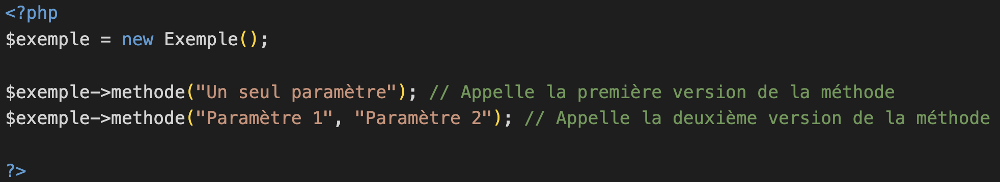 <?php
$exemple = new Exemple();
$exemple->methode("Un seul paramètre"); // Appelle la première version de la méthode
$exemple->methode("Paramètre 1", "Paramètre 2"); // Appelle la deuxième version de la méthode
?>